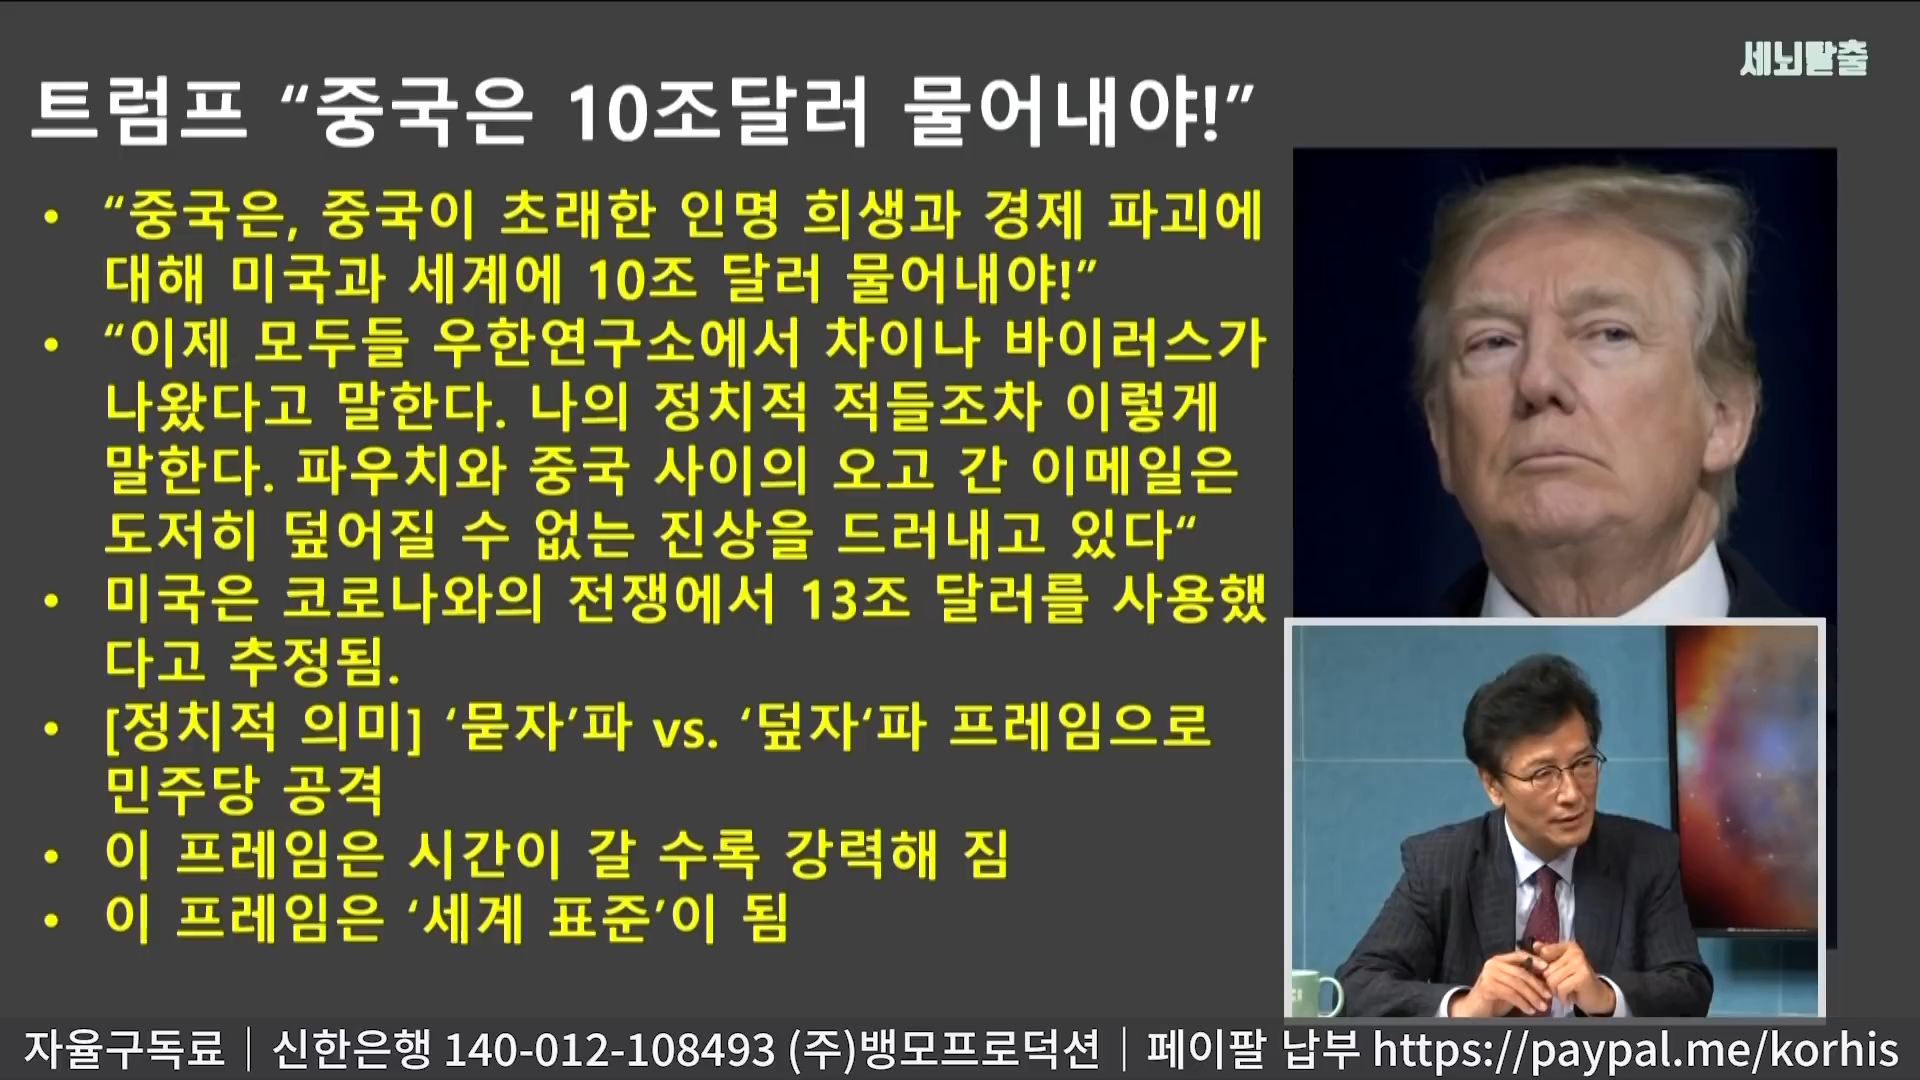 세뇌탈출
트럼프 “중국은 10조달러 물어내야!”
• “중국은, 중국이 초래한 인명 희생과 경제 파괴에
대해 미국과 세계에 10조 달러 물어내야!”
• “이제 모두들 우한연구소에서 차이나 바이러스가
나왔다고 말한다. 나의 정치적 적들조차 이렇게
말한다. 파우치와 중국 사이의 오고 간 이메일은
도저히 덮어질 수 없는 진상을 드러내고 있다“
• 미국은 코로나와의 전쟁에서 13조 달러를 사용했
다고 추정됨.
• [정치적 의미] ‘묻자’파 vs. ‘덮자‘파 프레임으로
민주당 공격
• 이 프레임은 시간이 갈 수록 강력해 짐
• 이 프레임은 ‘세계 표준’이 됨
자율구독료│신한은행 140-012-108493 (주)뱅모프로덕션│페이팔 납부 https://paypal.me/korhis